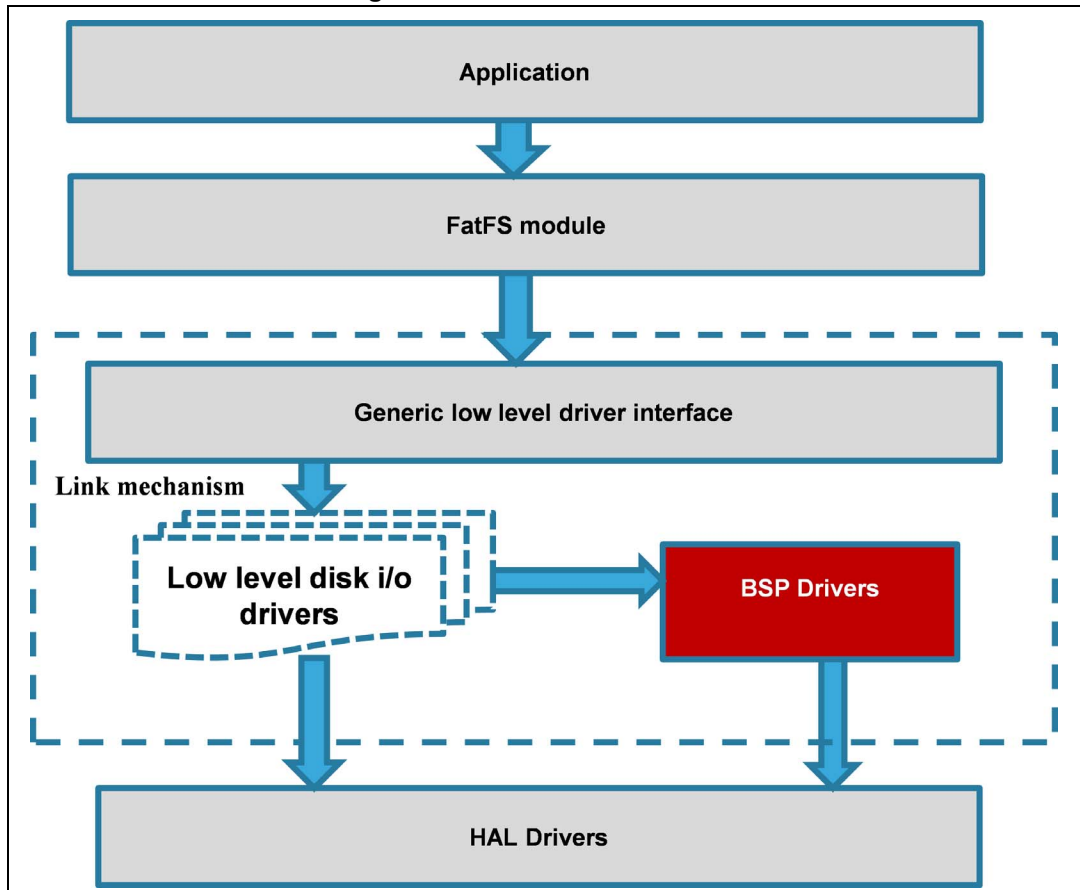 Application
FatFS module
Generic low level driver interface
Link mechanism
Low level disk i/o
drivers
BSP Drivers
HAL Drivers